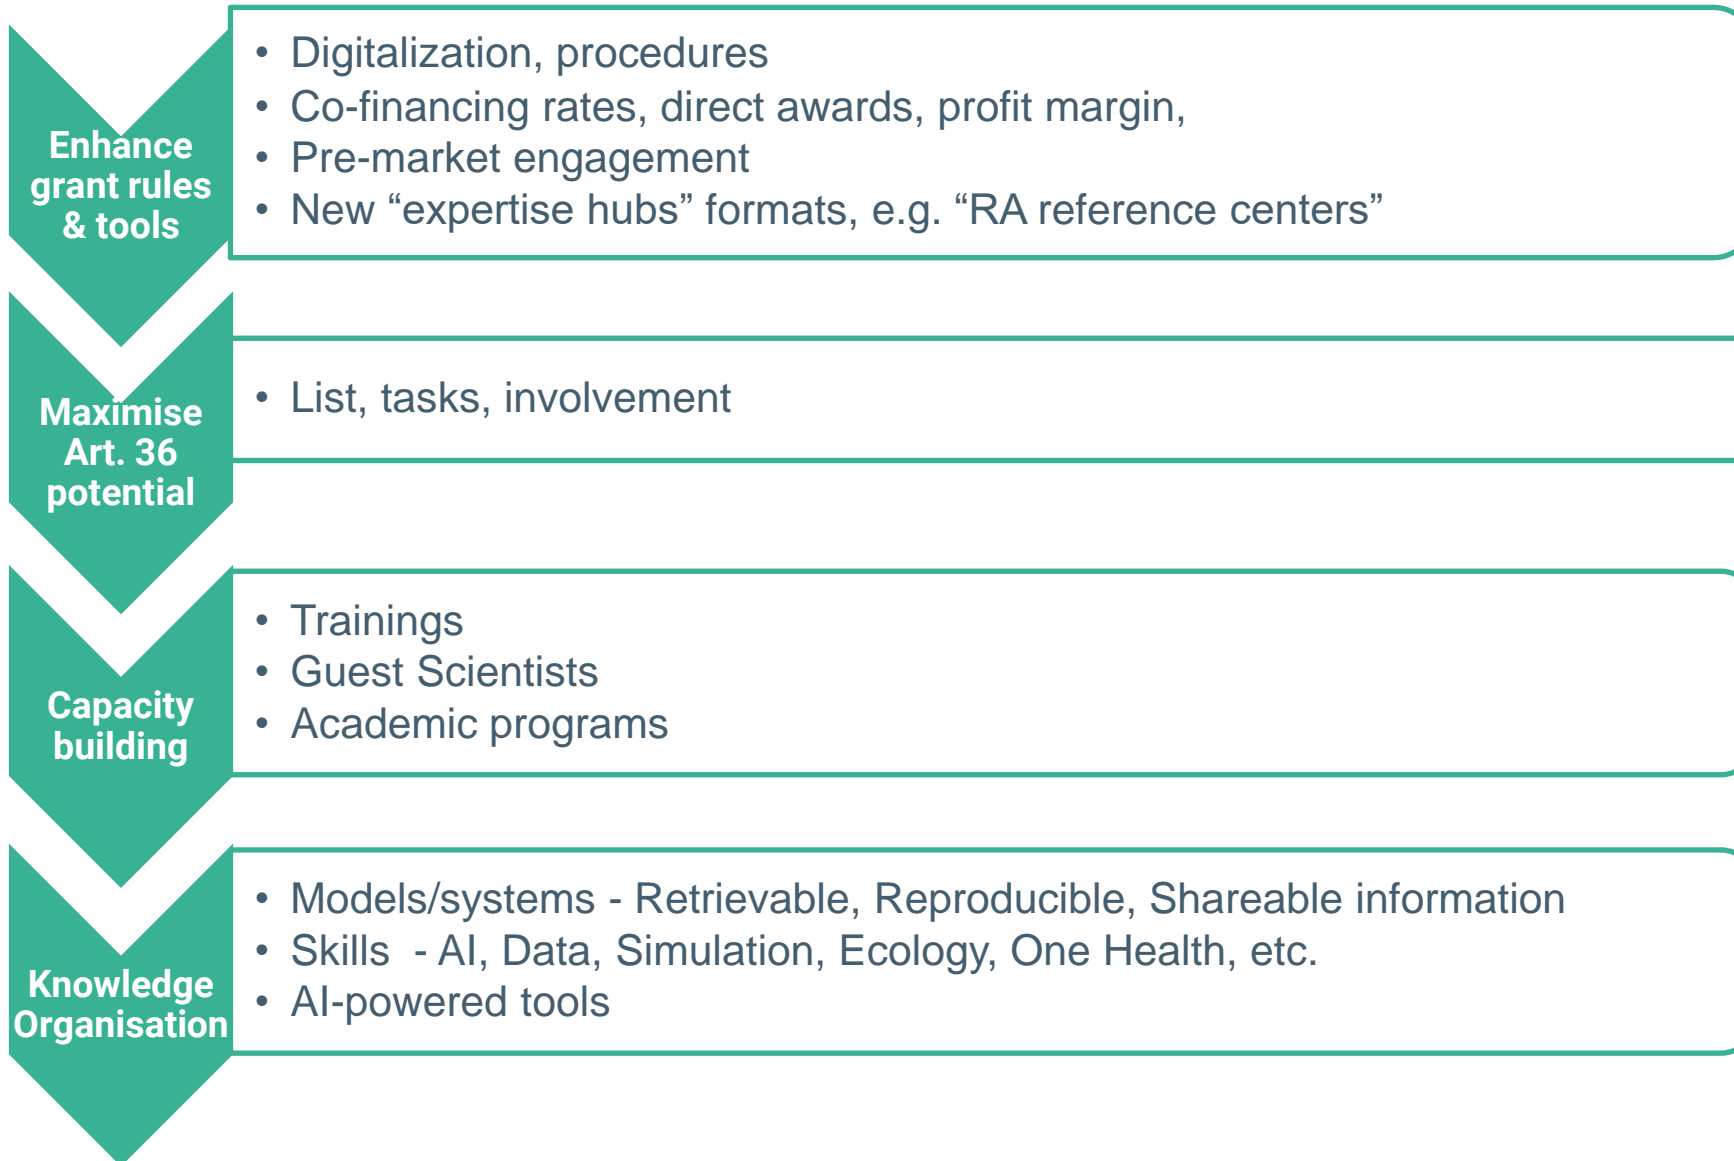 Enhance
grant rules
& tools
• Digitalization, procedures
• Co-financing rates, direct awards, profit margin,
• Pre-market engagement
• New “expertise hubs” formats, e.g. “RA reference centers”
Maximise
Art. 36
potential
• List, tasks, involvement
Capacity
building
• Trainings
• Guest Scientists
• Academic programs
Knowledge
Organisation
• Models/systems - Retrievable, Reproducible, Shareable information
• Skills - AI, Data, Simulation, Ecology, One Health, etc.
• AI-powered tools